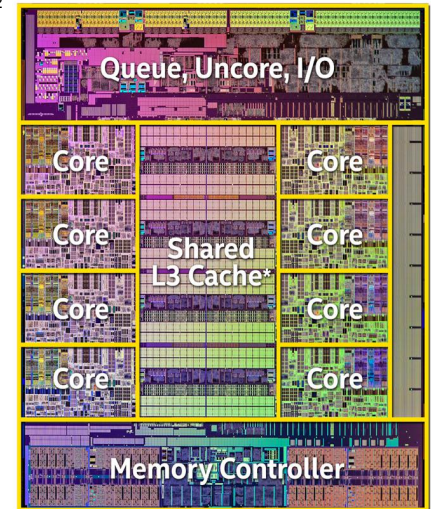 Queue, Uncore, I/O
Core
Core
Core
Core
Shared
L3 Cache*
Core
Core
Core
Core
Memory Controller